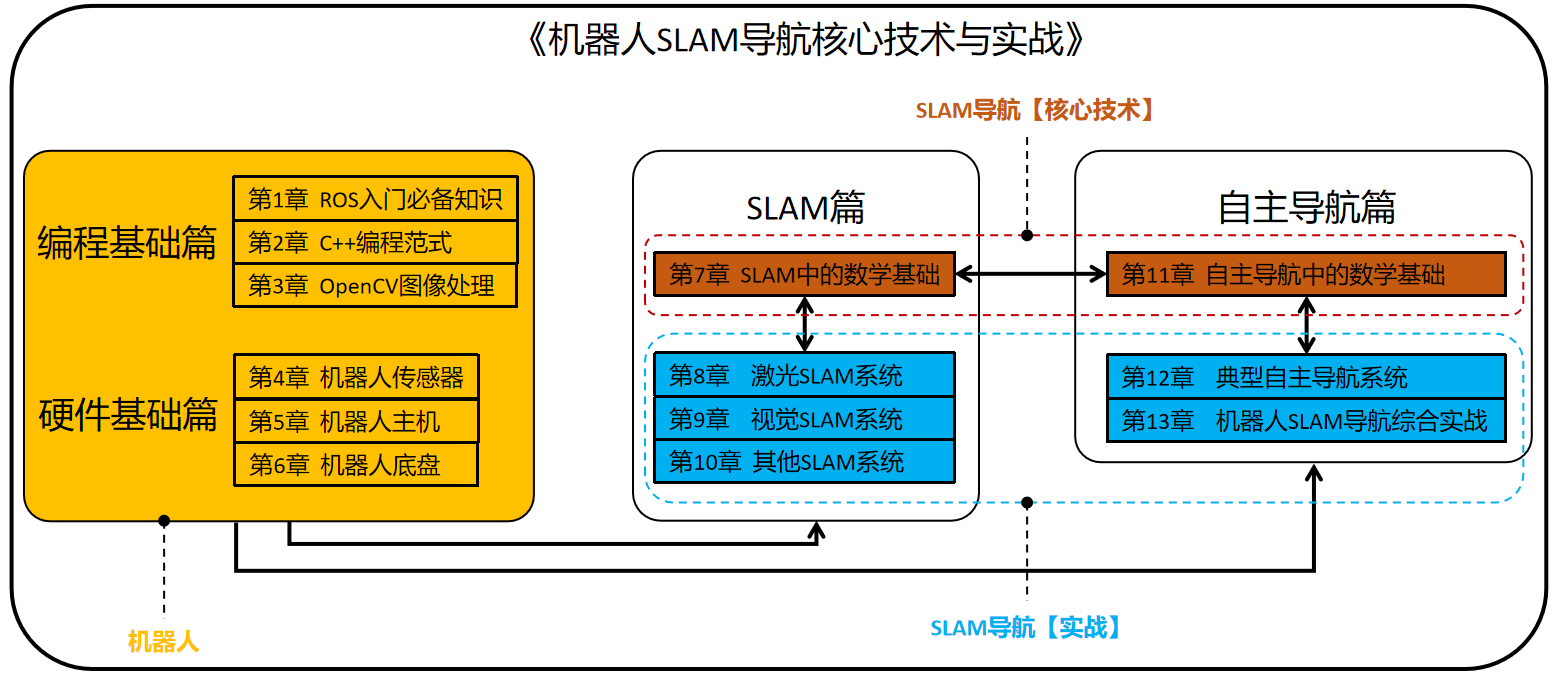 《机器人SLAM导航核心技术与实战》
SLAM导航【核心技术】
编程基础篇
第1章 ROS入门必备知识
第2章 C++编程范式
第3章 OpenCV图像处理
硬件基础篇
第4章 机器人传感器
第5章 机器人主机
第6章 机器人底盘
机器人
SLAM篇
第7章 SLAM中的数学基础
第8章 激光SLAM系统
第9章 视觉SLAM系统
第10章 其他SLAM系统
自主导航篇
第11章 自主导航中的数学基础
第12章 典型自主导航系统
第13章 机器人SLAM导航综合实战
SLAM导航【实战】